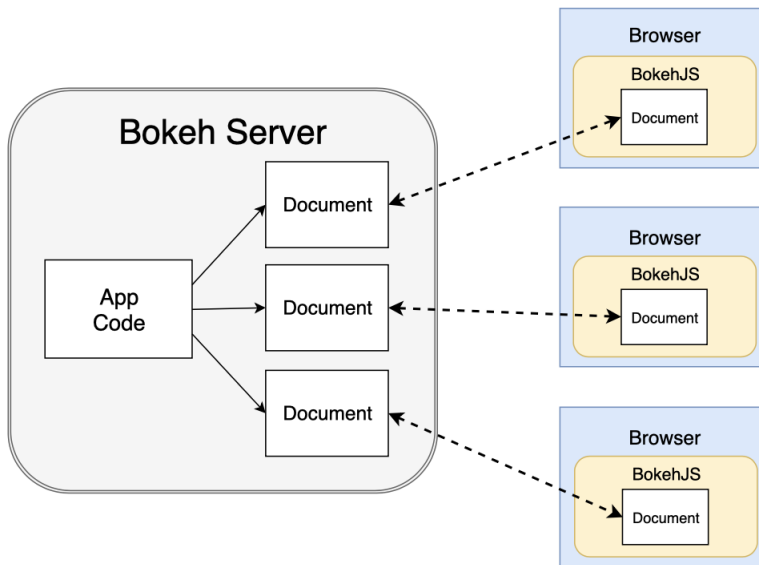 Bokeh Server
App
Code
Document
Document
Document
Browser
BokehJS
Document
Browser
BokehJS
Document
Browser
BokehJS
Document